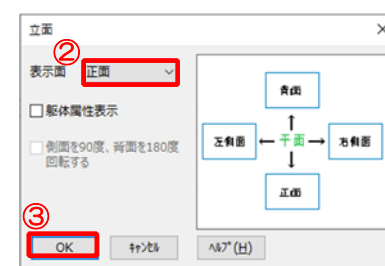 立面
×
②
表示面 正面
躯体属性表示
側面を90度、背面を180度
回転する
背面
左側面 ← 平面 → 右側面
正面
③
OK ｷｬﾝｾﾙ ﾍﾙﾌﾟ(H)